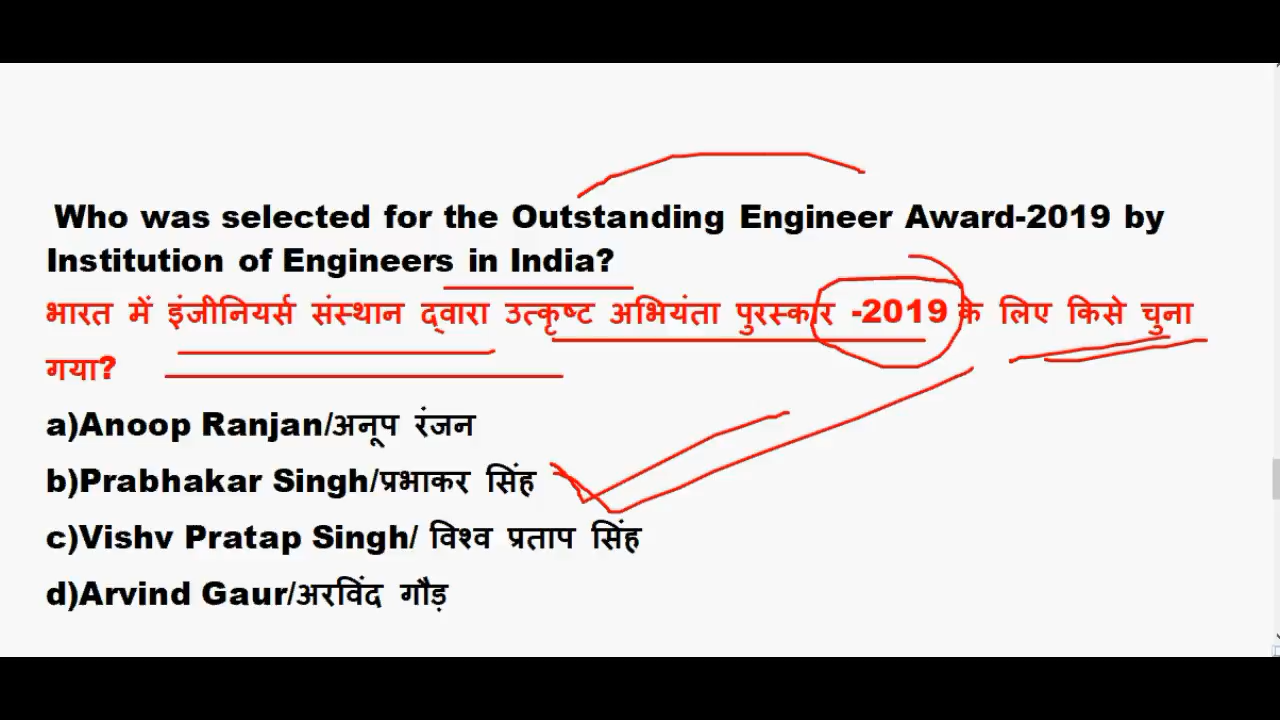 Who was selected for the Outstanding Engineer Award-2019 by
Institution of Engineers in India?
भारत में इंजीनियर्स संस्थान द्वारा उत्कृष्ट अभियंता पुरस्कार -2019 के लिए किसे चुना
गया?
a)Anoop Ranjan/अनूप रंजन
b)Prabhakar Singh/प्रभाकर सिंह
c)Vishv Pratap Singh/ विश्व प्रताप सिंह
d)Arvind Gaur/अरविंद गौड़